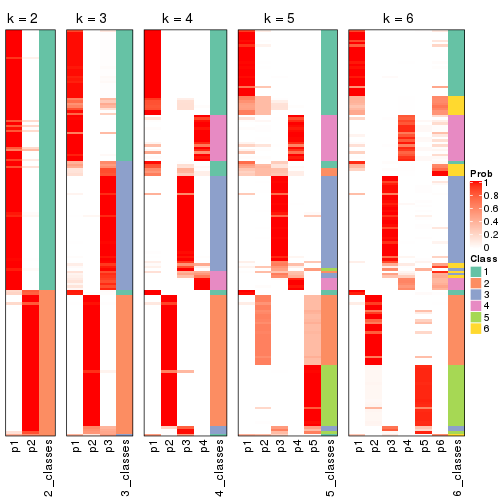 k = 2
k = 3
k = 4
k = 5
k = 6
p1
p2
2_classes
p1
p2
p3
3_classes
p1
p2
p3
p4
4_classes
p1
p2
p3
p4
p5
5_classes
p1
p2
p3
p4
p5
p6
6_classes
Prob
1
0.8
0.6
0.4
0.2
0
Class
1
2
3
4
5
6